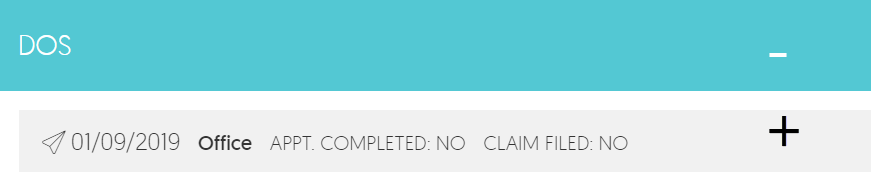 DOS
01/09/2019 Office APPT. COMPLETED: NO CLAIM FILED: NO